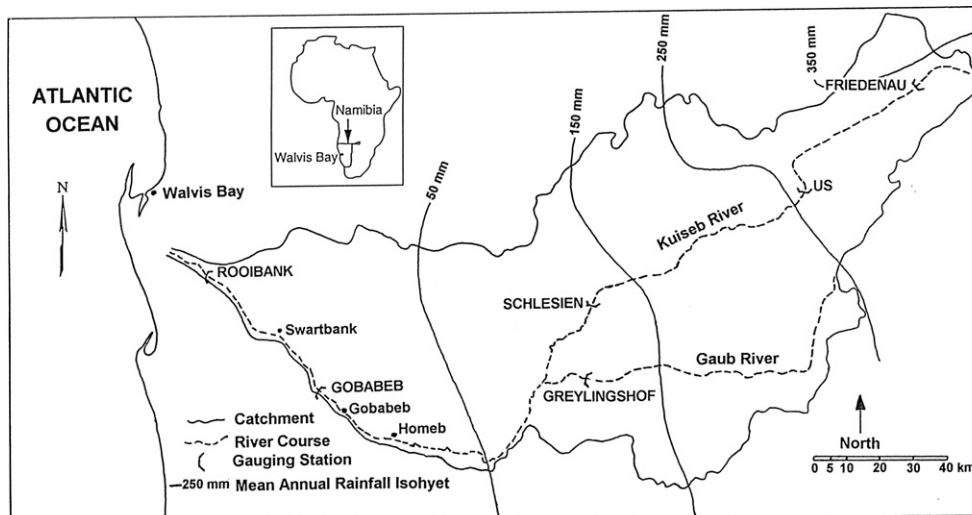 ATLANTIC
OCEAN
N
Walvis Bay
Namibia
Walvis Bay
50 mm
150 mm
250 mm
350 mm
FRIEDENAU
US
Kuiseb River
ROOIBANK
SCHLESIEN
Swartbank
Gaub River
GREYLINGSHOF
GOBABEB
Gobabeb
Homeb
Catchment
River Course
Gauging Station
250 mm Mean Annual Rainfall Isohyet
North
0 5 10 20 30 40 km